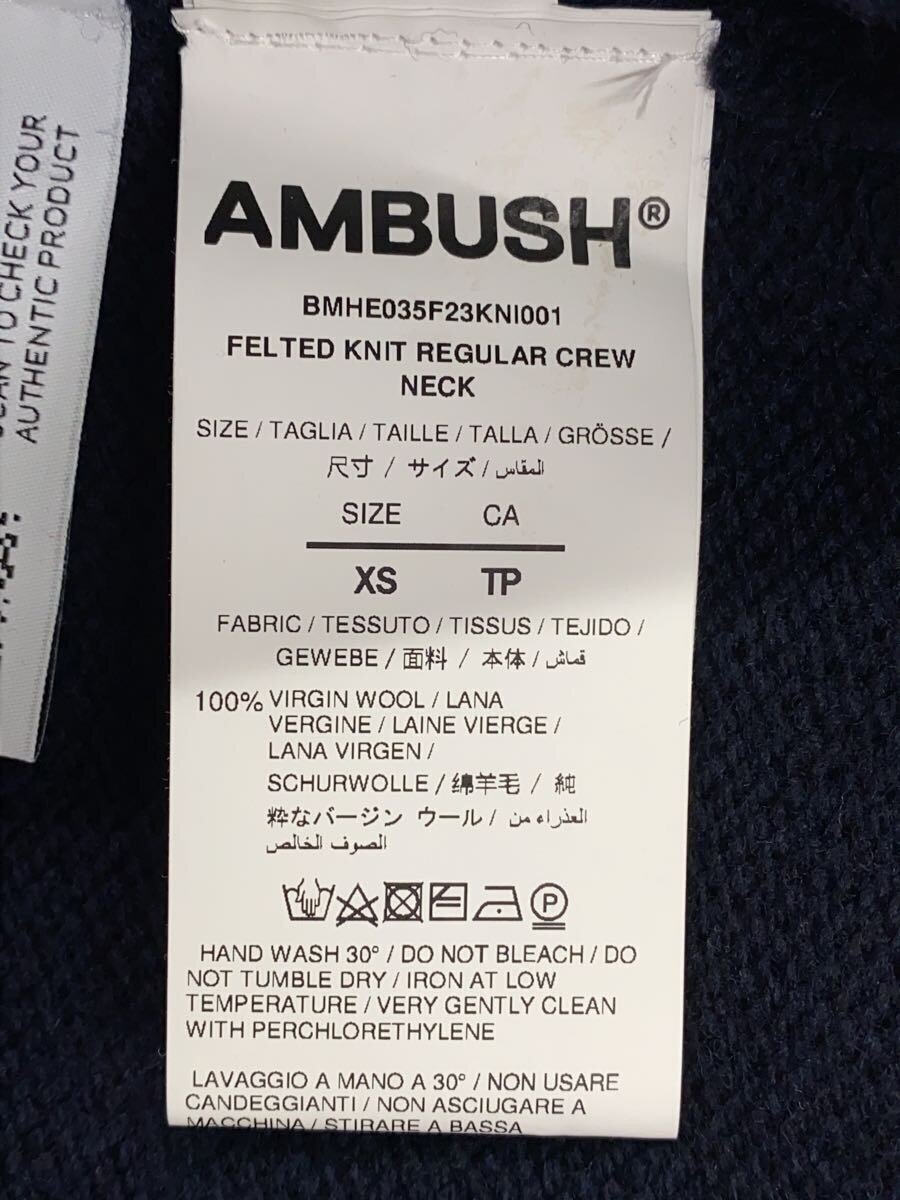 TO CHECK YOUR
AUTHENTIC PRODUCT
AMBUSH®
BMHE035F23KNI001
FELTED KNIT REGULAR CREW
NECK
SIZE / TAGLIA / TAILLE / TALLA / GRÖSSE /
尺寸 / サイズ / المقاس
SIZE CA
XS TP
FABRIC / TESSUTO / TISSUS / TEJIDO /
GEWEBE / 面料 / 本体 / قماش
100% VIRGIN WOOL / LANA
VERGINE / LAINE VIERGE /
LANA VIRGEN /
SCHURWOLLE / 绵羊毛 / 純
粋なバージン ウール / العذراء من
الصوف الخالص
P
HAND WASH 30° / DO NOT BLEACH / DO
NOT TUMBLE DRY / IRON AT LOW
TEMPERATURE / VERY GENTLY CLEAN
WITH PERCHLORETHYLENE
LAVAGGIO A MANO A 30° / NON USARE
CANDEGGIANTI / NON ASCIUGARE A
MACCHINA / STIRARE A BASSA